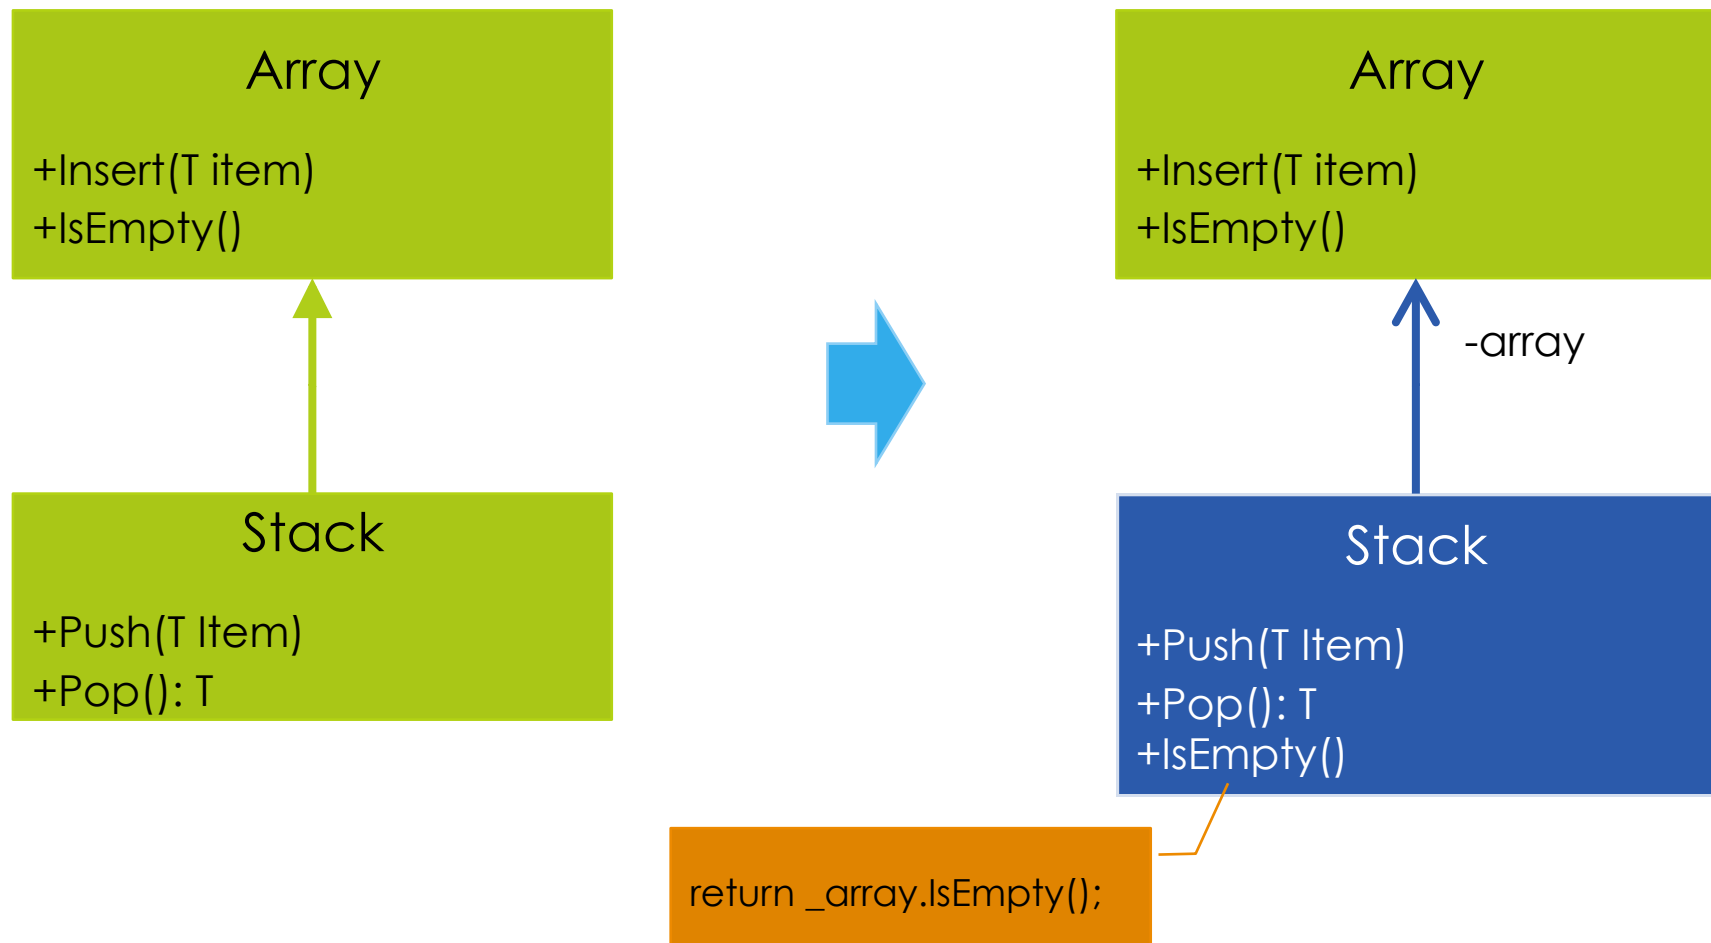 Array
+Insert(T item)
+IsEmpty()
Stack
+Push(T Item)
+Pop(): T
Array
+Insert(T item)
+IsEmpty()
-array
Stack
+Push(T Item)
+Pop(): T
+IsEmpty()
return _array.IsEmpty();